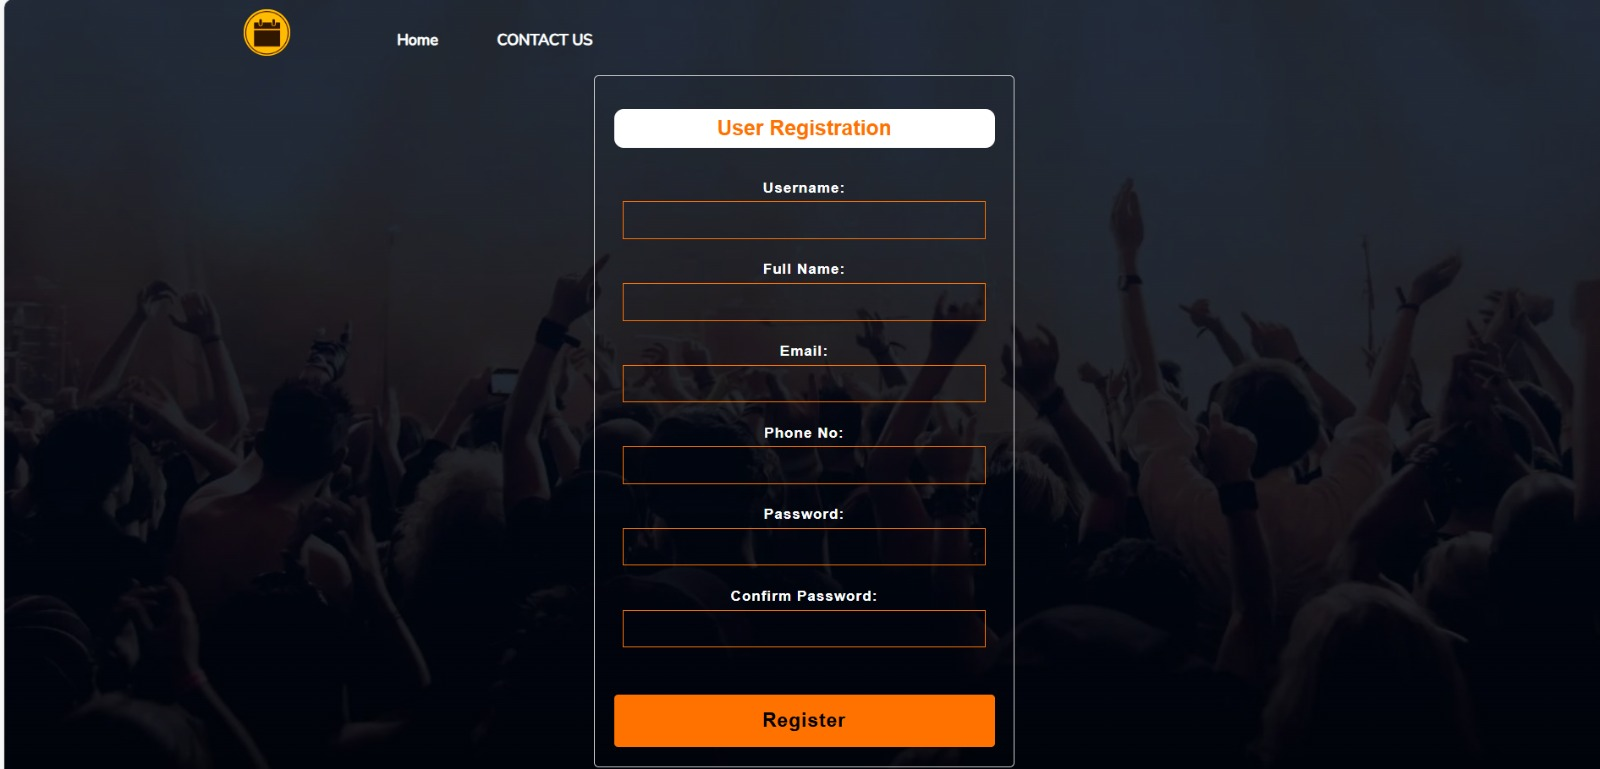 Home
CONTACT US
User Registration
Username:
Full Name:
Email:
Phone No:
Password:
Confirm Password:
Register